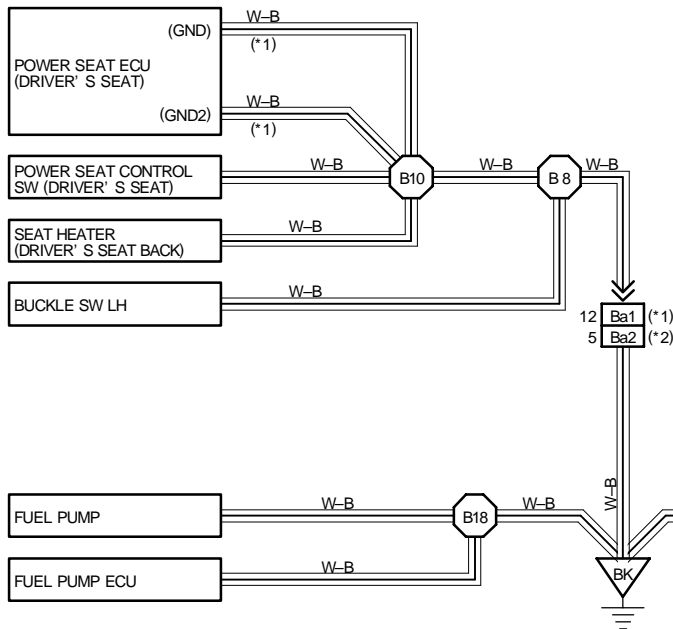 W–B
(GND)
(*1)
POWER SEAT ECU
(DRIVER' S SEAT)
W–B
(GND2)
(*1)
POWER SEAT CONTROL
SW (DRIVER' S SEAT)
W–B
B10
W–B
B 8
W–B
SEAT HEATER
(DRIVER' S SEAT BACK)
W–B
BUCKLE SW LH
W–B
12 Ba1 (*1)
5 Ba2 (*2)
W–B
FUEL PUMP
W–B
B18
W–B
FUEL PUMP ECU
W–B
BK